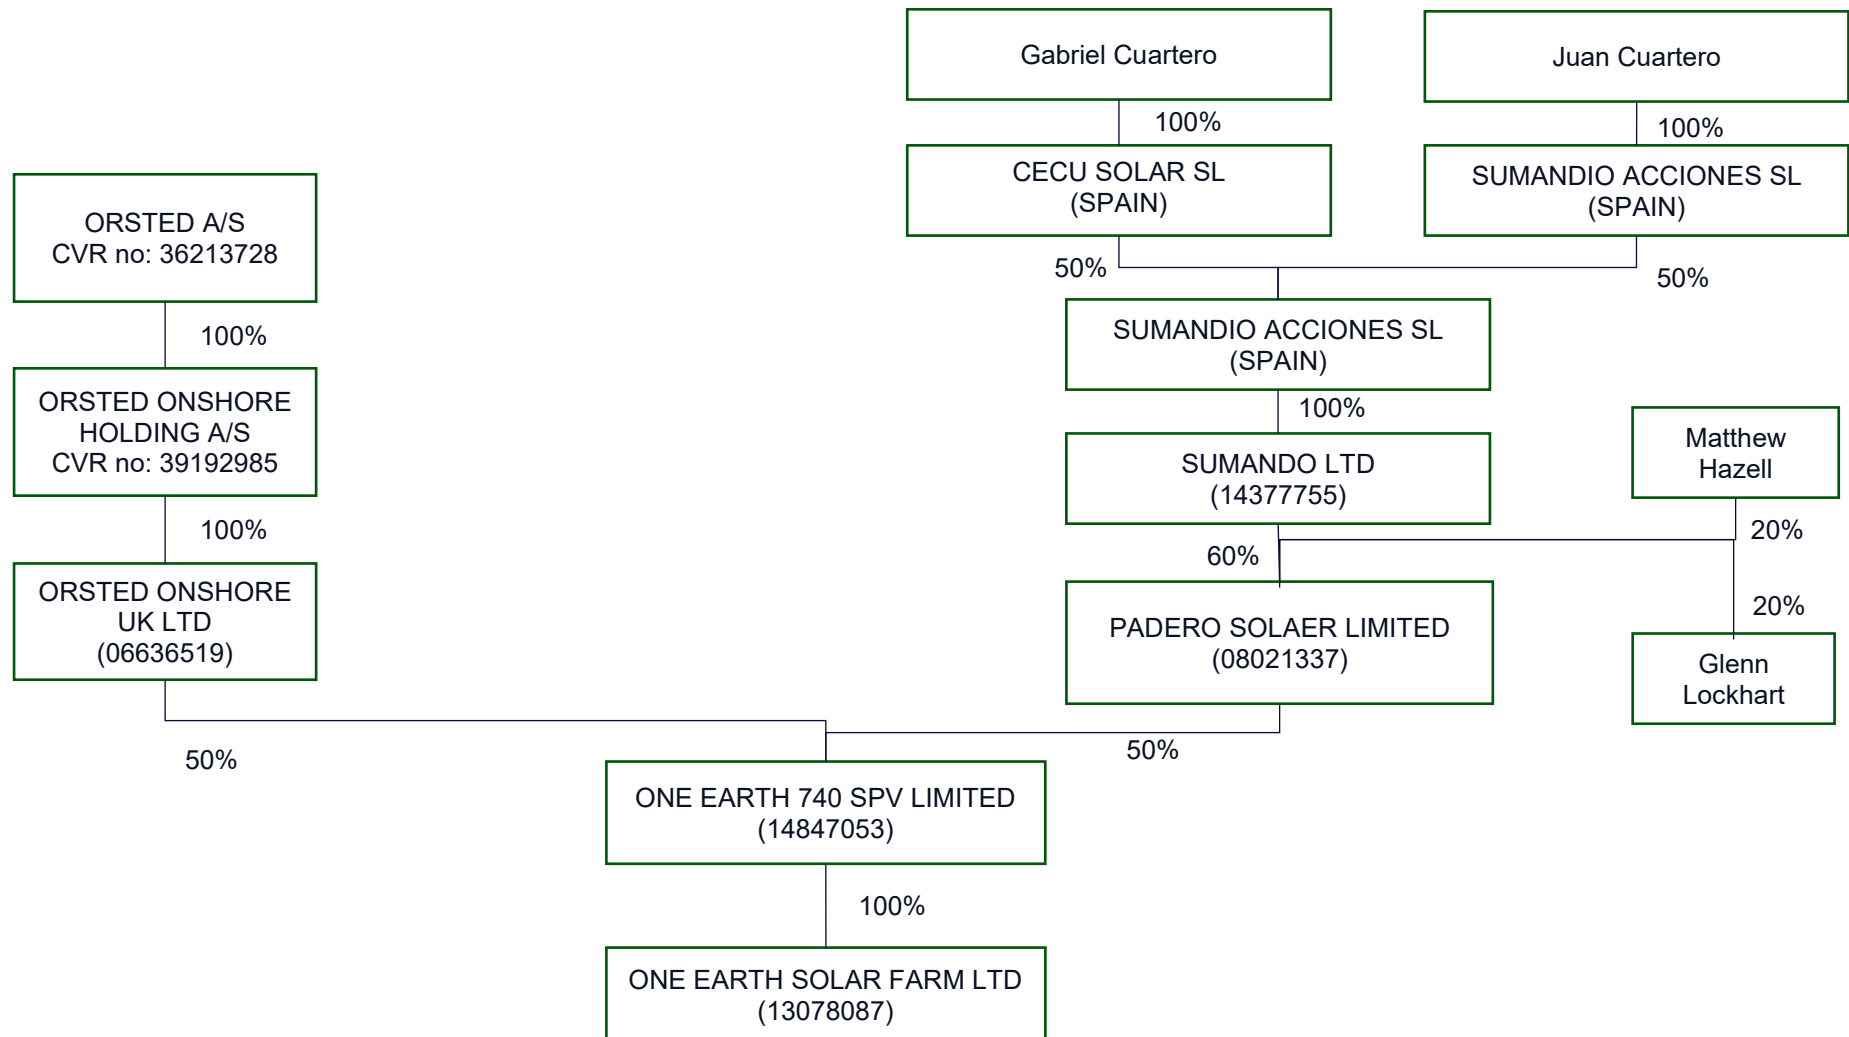 Gabriel Cuartero
Juan Cuartero
100%
100%
CECU SOLAR SL
(SPAIN)
SUMANDIO ACCIONES SL
(SPAIN)
ORSTED A/S
CVR no: 36213728
50%
50%
100%
SUMANDIO ACCIONES SL
(SPAIN)
ORSTED ONSHORE
HOLDING A/S
CVR no: 39192985
100%
SUMANDO LTD
(14377755)
Matthew
Hazell
100%
60%
20%
ORSTED ONSHORE
UK LTD
(06636519)
PADERO SOLAER LIMITED
(08021337)
20%
Glenn
Lockhart
50%
50%
ONE EARTH 740 SPV LIMITED
(14847053)
100%
ONE EARTH SOLAR FARM LTD
(13078087)